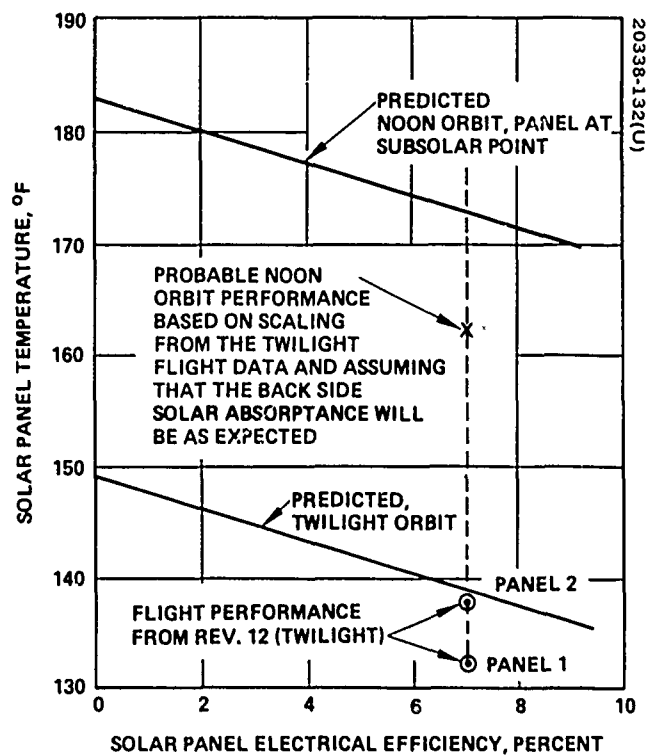 190
180
170
160
150
140
130
SOLAR PANEL TEMPERATURE, °F
20338-132(U)
PREDICTED
NOON ORBIT, PANEL AT
SUBSOLAR POINT
PROBABLE NOON
ORBIT PERFORMANCE
BASED ON SCALING
FROM THE TWILIGHT
FLIGHT DATA AND ASSUMING
THAT THE BACK SIDE
SOLAR ABSORPTANCE WILL
BE AS EXPECTED
X
PREDICTED,
TWILIGHT ORBIT
PANEL 2
FLIGHT PERFORMANCE
FROM REV. 12 (TWILIGHT)
PANEL 1
0 2 4 6 8 10
SOLAR PANEL ELECTRICAL EFFICIENCY, PERCENT